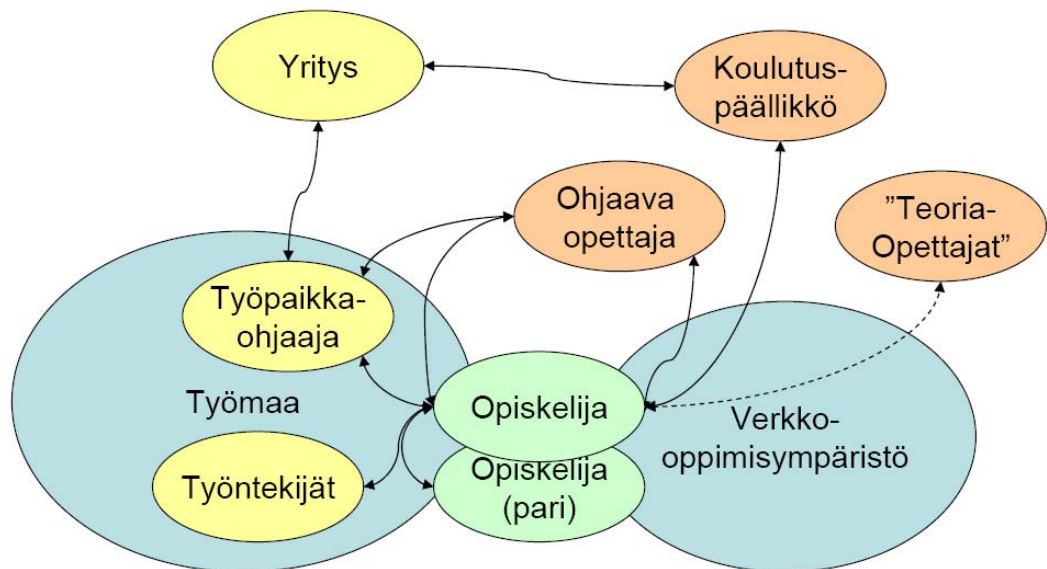 Yritys
Koulutus-
päällikkö
Ohjaava
opettaja
”Teoria-
Opettajat”
Työpaikka-
ohjaaja
Työmaa
Opiskelija
Verkko-
oppimisympäristö
Työntekijät
Opiskelija
(pari)